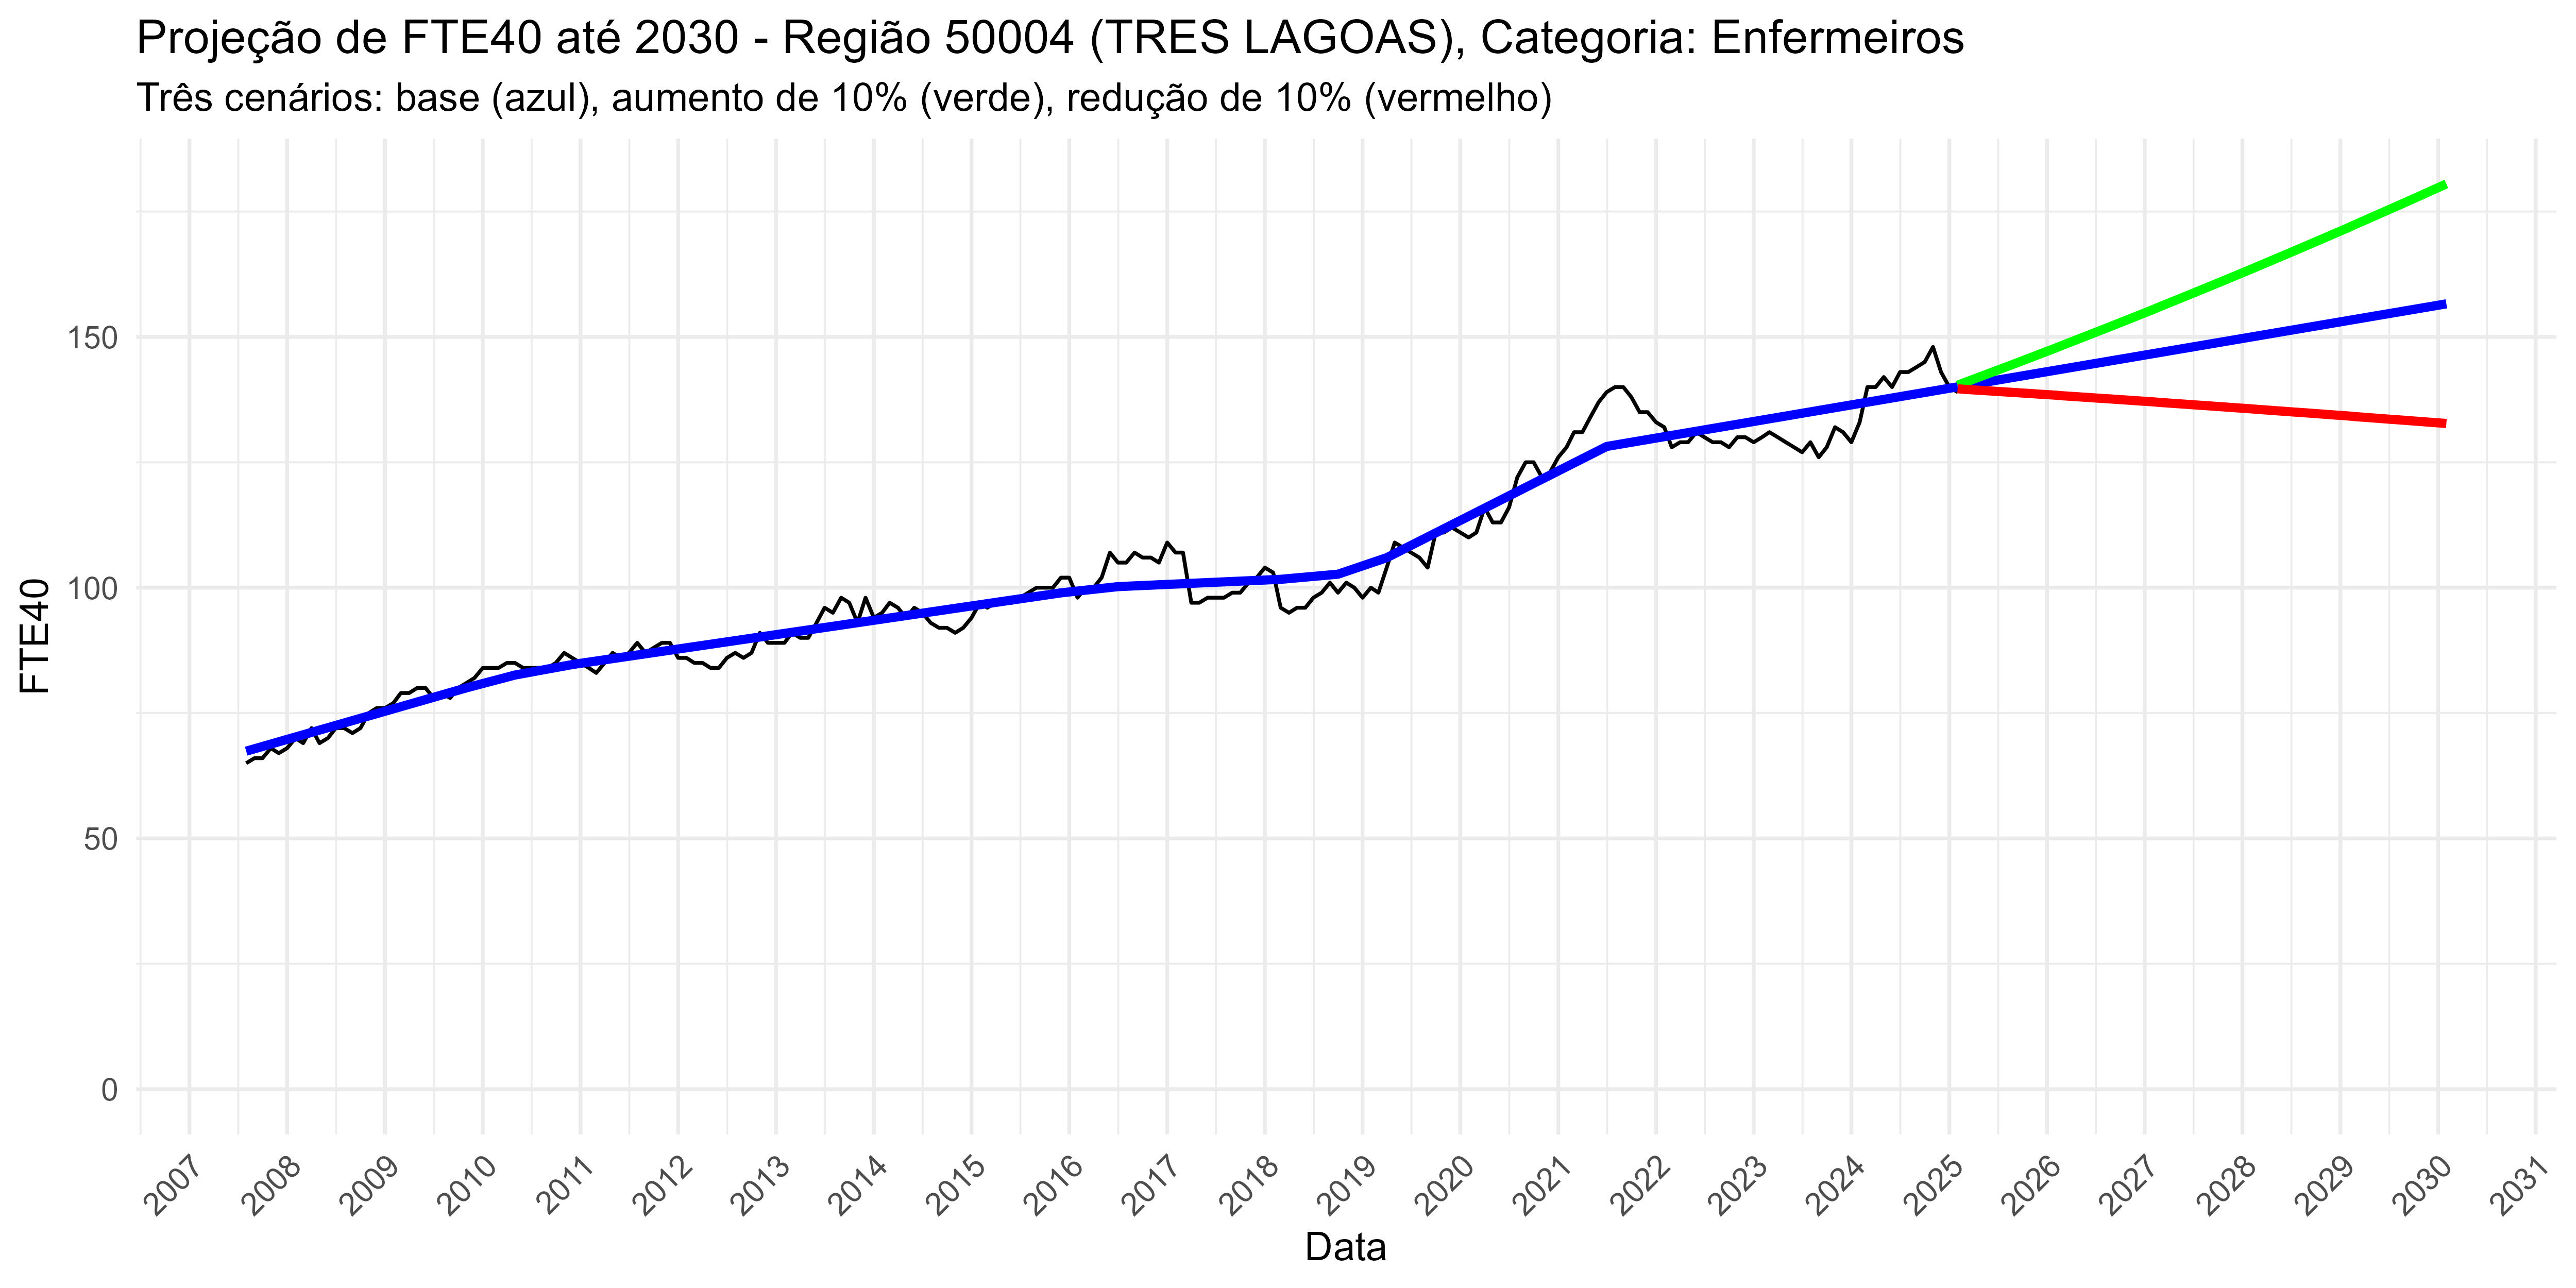 Projeção de FTE40 até 2030 - Região 50004 (TRES LAGOAS), Categoria: Enfermeiros
Três cenários: base (azul), aumento de 10% (verde), redução de 10% (vermelho)
FTE40
150
100
50
0
2007 2008 2009 2010 2011 2012 2013 2014 2015 2016 2017 2018 2019 2020 2021 2022 2023 2024 2025 2026 2027 2028 2029 2030 2031
Data